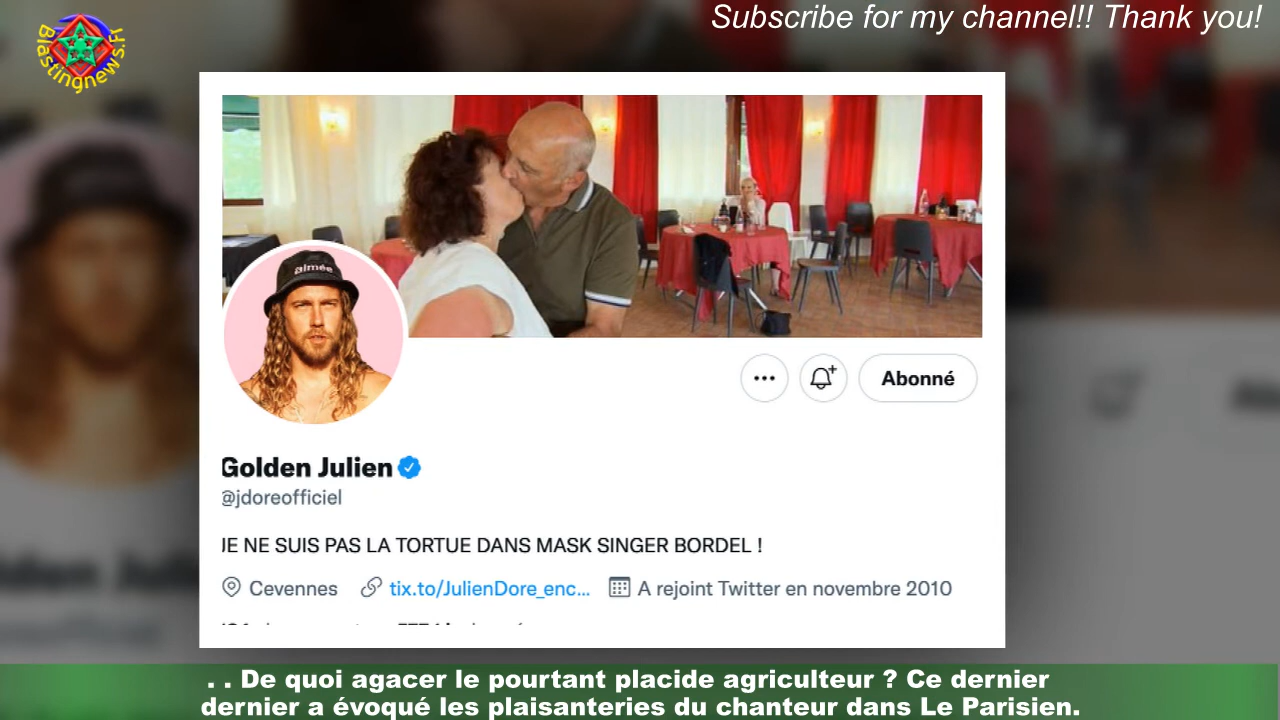 Subscribe for my channel!! Thank you!
Blastingnews.Fr
aimée
Abonné
Golden Julien
@jdoreofficiel
JE NE SUIS PAS LA TORTUE DANS MASK SINGER BORDEL !
Cevennes tix.to/JulienDore_enc... A rejoint Twitter en novembre 2010
. . De quoi agacer le pourtant placide agriculteur ? Ce dernier
dernier a évoqué les plaisanteries du chanteur dans Le Parisien.